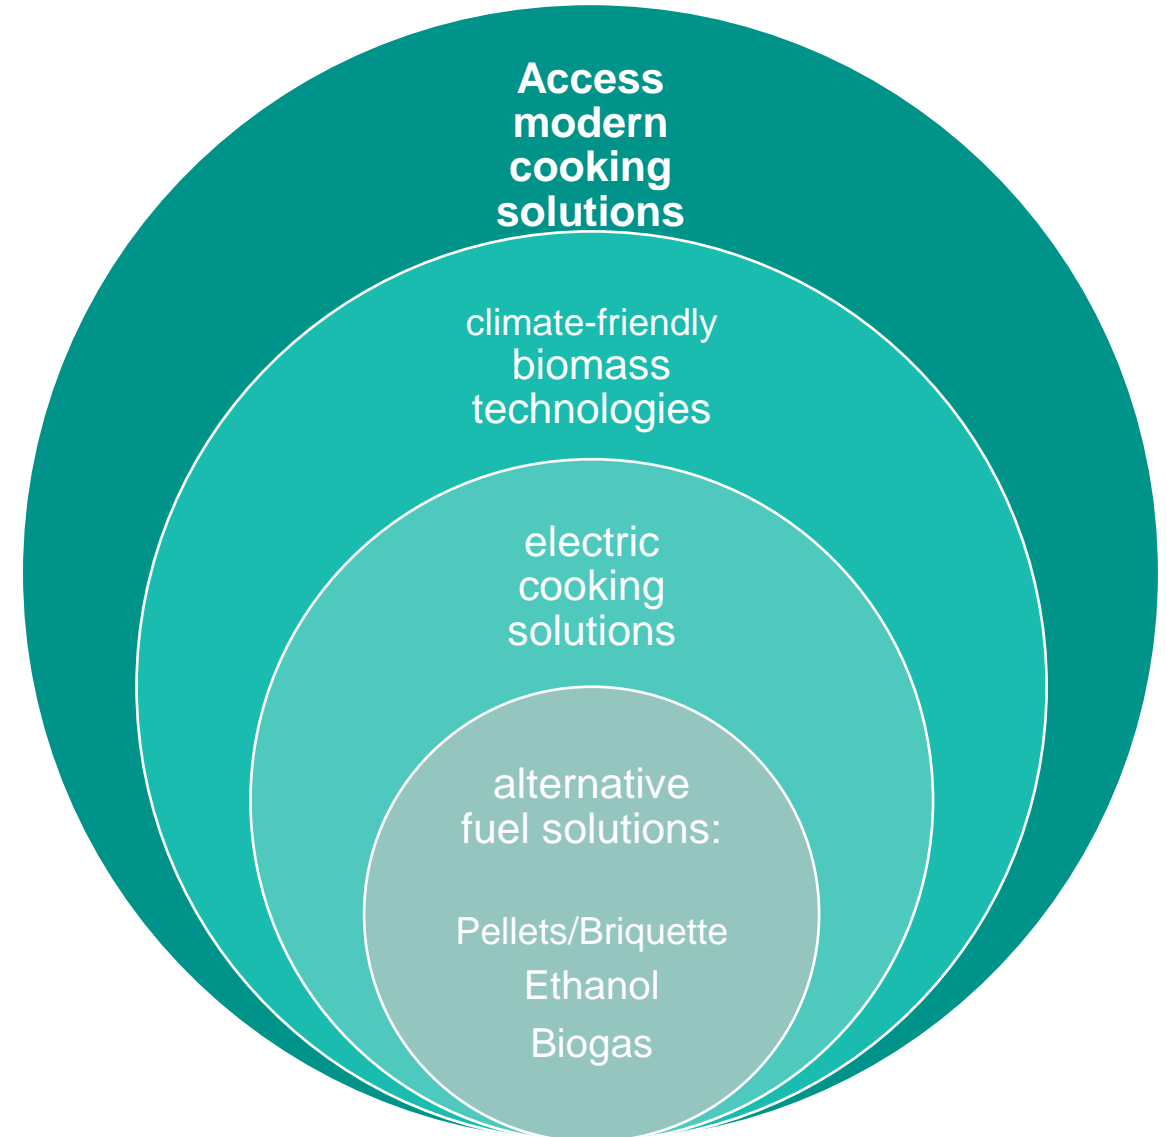 Access
modern
cooking
solutions
climate-friendly
biomass
technologies
electric
cooking
solutions
alternative
fuel solutions:
Pellets/Briquette
Ethanol
Biogas